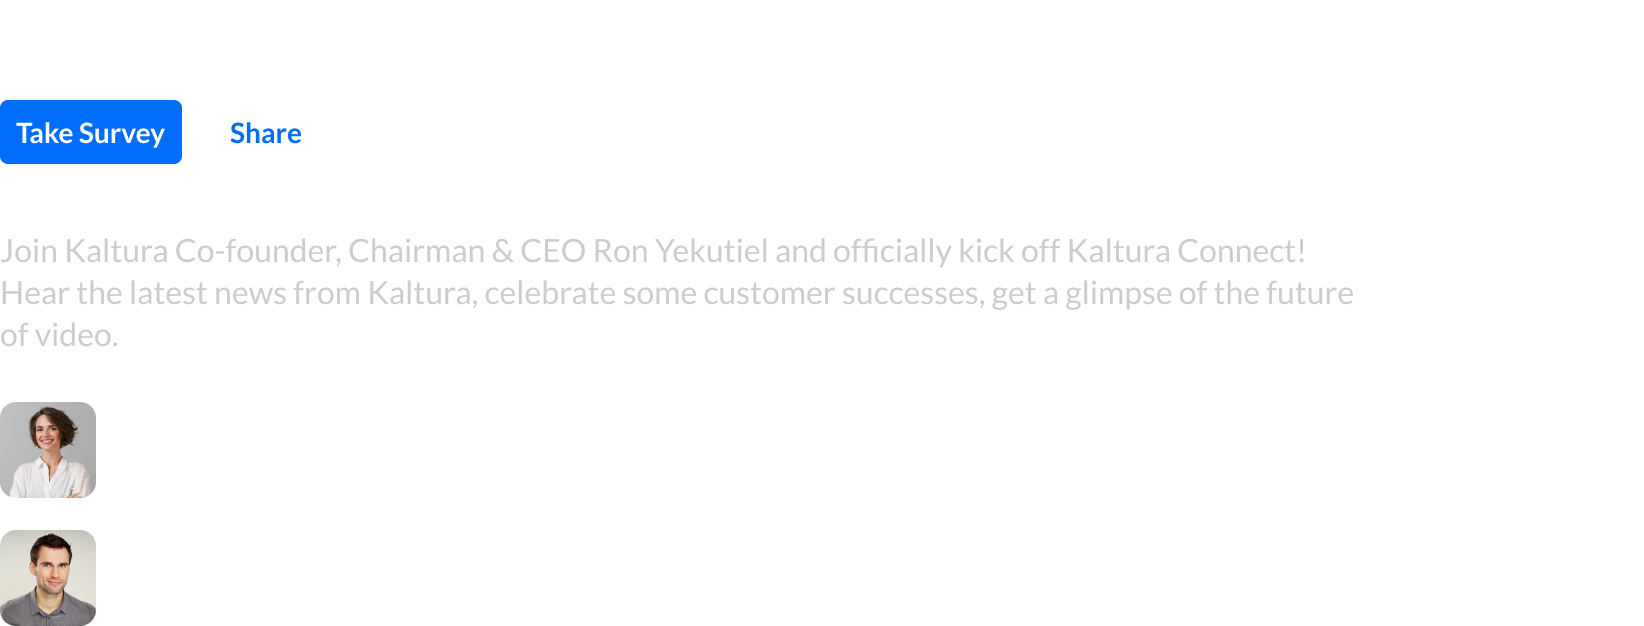 Take Survey
Share
Join Kaltura Co-founder, Chairman & CEO Ron Yekutiel and officially kick off Kaltura Connect!
Hear the latest news from Kaltura, celebrate some customer successes, get a glimpse of the future
of video.